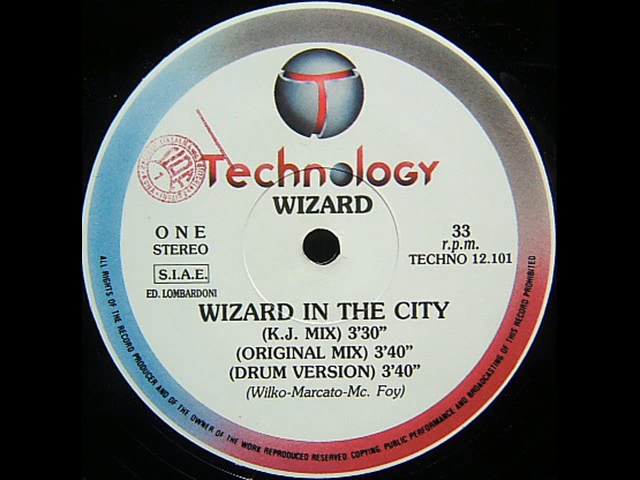 T
Technology
WIZARD
ONE
STEREO
S.I.A.E.
ED. LOMBARDONI
33
r.p.m.
TECHNO 12.101
WIZARD IN THE CITY
(K.J. MIX) 3'30"
(ORIGINAL MIX) 3'40"
(DRUM VERSION) 3'40"
(Wilko-Marcato-Mc. Foy)
ALL RIGHTS OF THE RECORD PRODUCER AND OF THE OWNER OF THE WORK REPRODUCED RESERVED. COPYING, PUBLIC PERFORMANCE AND BROADCASTING OF THIS RECORD PROHIBITED